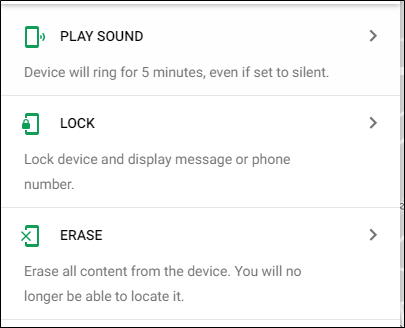 PLAY SOUND
Device will ring for 5 minutes, even if set to silent.
LOCK
Lock device and display message or phone
number.
ERASE
Erase all content from the device. You will no
longer be able to locate it.